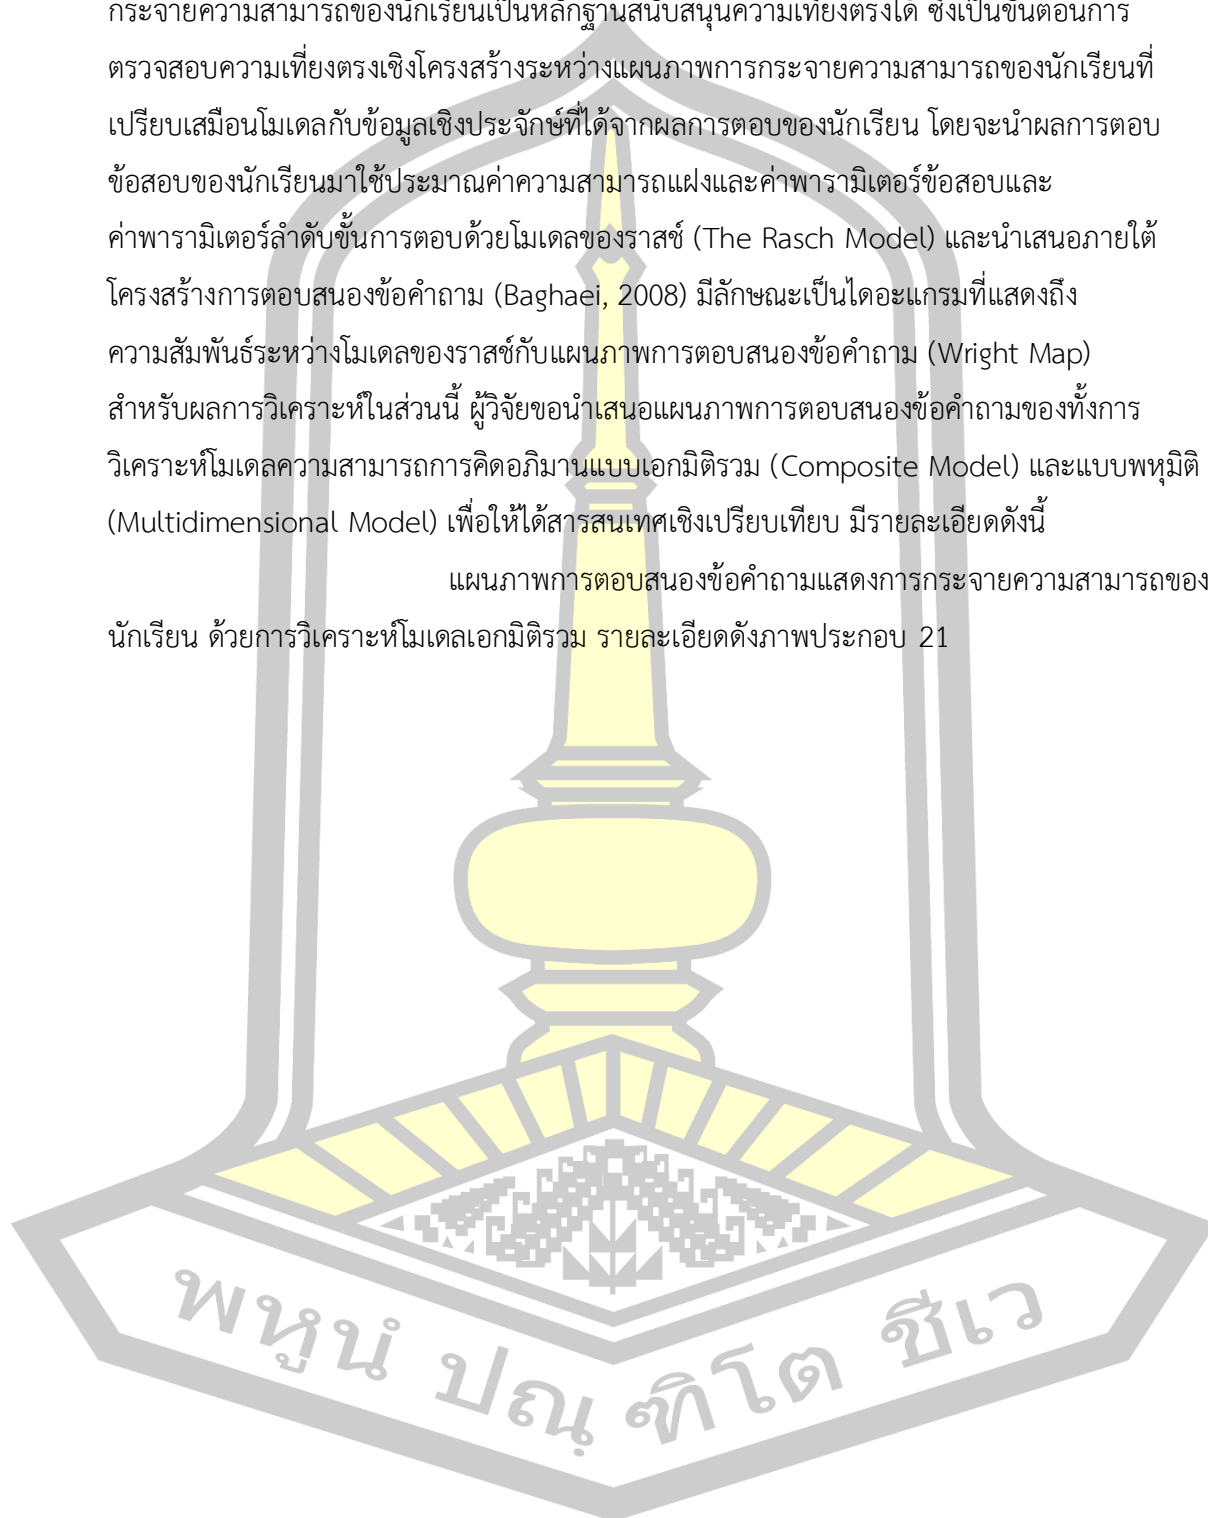 กระจายความสามารถของนักเรียนเป็นหลักฐานสนับสนุนความเที่ยงตรงได้ ซึ่งเป็นขั้นตอนการ
ตรวจสอบความเที่ยงตรงเชิงโครงสร้างระหว่างแผนภาพการกระจายความสามารถของนักเรียนที่
เปรียบเสมือนโมเดลกับข้อมูลเชิงประจักษ์ที่ได้จากผลการตอบของนักเรียน โดยจะนำผลการตอบ
ข้อสอบของนักเรียนมาใช้ประมาณค่าความสามารถแฝงและค่าพารามิเตอร์ข้อสอบและ
ค่าพารามิเตอร์ลำดับขั้นการตอบด้วยโมเดลของราสช์ (The Rasch Model) และนำเสนอภายใต้
โครงสร้างการตอบสนองข้อคำถาม (Baghaei, 2008) มีลักษณะเป็นไดอะแกรมที่แสดงถึง
ความสัมพันธ์ระหว่างโมเดลของราสช์กับแผนภาพการตอบสนองข้อคำถาม (Wright Map)
สำหรับผลการวิเคราะห์ในส่วนนี้ ผู้วิจัยขอนำเสนอแผนภาพการตอบสนองข้อคำถามของทั้งการ
วิเคราะห์โมเดลความสามารถการคิดอภิมานแบบเอกมิติรวม (Composite Model) และแบบพหุมิติ
(Multidimensional Model) เพื่อให้ได้สารสนเทศเชิงเปรียบเทียบ มีรายละเอียดดังนี้
แผนภาพการตอบสนองข้อคำถามแสดงการกระจายความสามารถของ
นักเรียน ด้วยการวิเคราะห์โมเดลเอกมิติรวม รายละเอียดดังภาพประกอบ 21
พหูนํ ปณฺฑิโต ชีเว